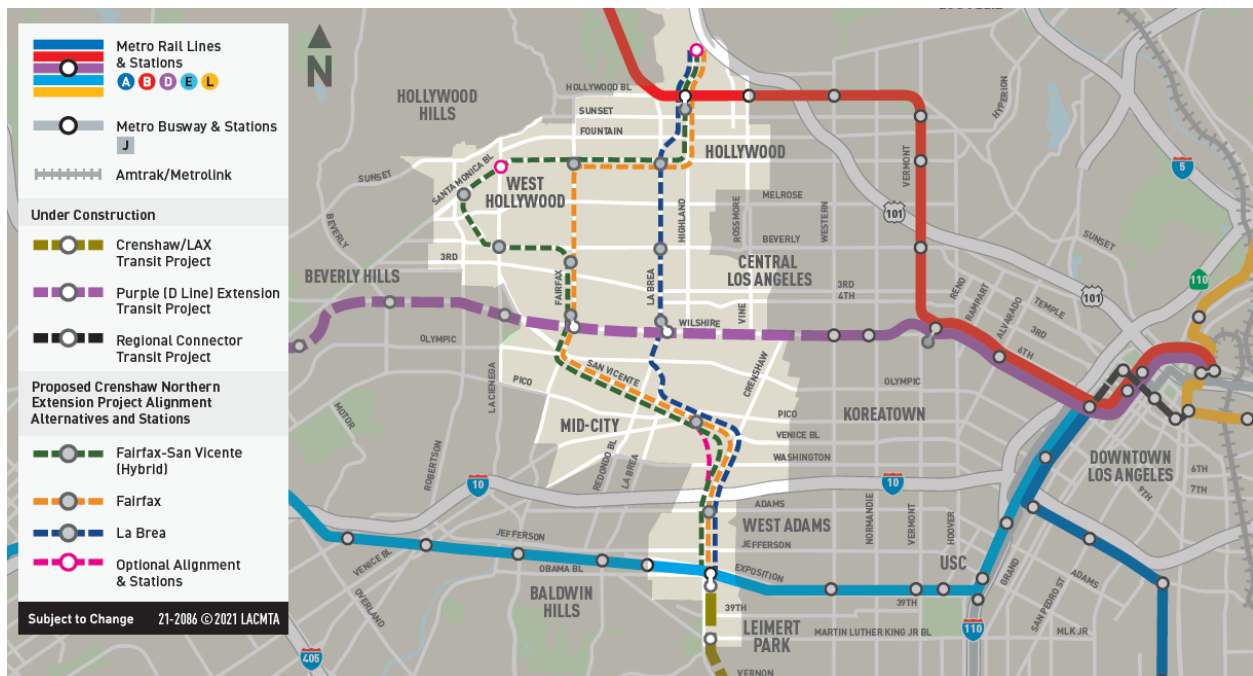 Metro Rail Lines
& Stations
A B D E L
Metro Busway & Stations
J
Amtrak/Metrolink
Under Construction
Crenshaw/LAX
Transit Project
Purple (D Line) Extension
Transit Project
Regional Connector
Transit Project
Proposed Crenshaw Northern
Extension Project Alignment
Alternatives and Stations
Fairfax-San Vicente
(Hybrid)
Fairfax
La Brea
Optional Alignment
& Stations
Subject to Change 21-2086 © 2021 LACMTA
N
HOLLYWOOD
HILLS
HOLLYWOOD BL
SUNSET
FOUNTAIN
HOLLYWOOD
SUNSET
SANTA MONICA BL
WEST
HOLLYWOOD
MELROSE
HIGHLAND
ROSSMORE
WESTERN
VERMONT
HYPERION
5
101
BEVERLY
BEVERLY
SUNSET
3RD
BEVERLY HILLS
FAIRFAX
LA BREA
CENTRAL
LOS ANGELES
3RD
4TH
VINE
WILSHIRE
RENO
RAMPART
ALVARADO
TEMPLE
3RD
6TH
101
110
OLYMPIC
SAN VICENTE
CRENSHAW
OLYMPIC
PICO
LA CIENEGA
MOTOR
MID-CITY
PICO
KOREATOWN
VENICE BL
WASHINGTON
ROBERTSON
REDONDO BL
LA BREA
10
10
DOWNTOWN
LOS ANGELES
6TH
7TH
9TH
ADAMS
WEST ADAMS
NORMANDIE
VERMONT
HOOVER
JEFFERSON
JEFFERSON
VENICE BL
OBAMA BL
EXPOSITION
USC
GRAND
ADAMS
OVERLAND
BALDWIN
HILLS
39TH
39TH
SAN PEDRO ST
LEIMERT
PARK
MARTIN LUTHER KING JR BL
110
MLK JR
405
VERNON